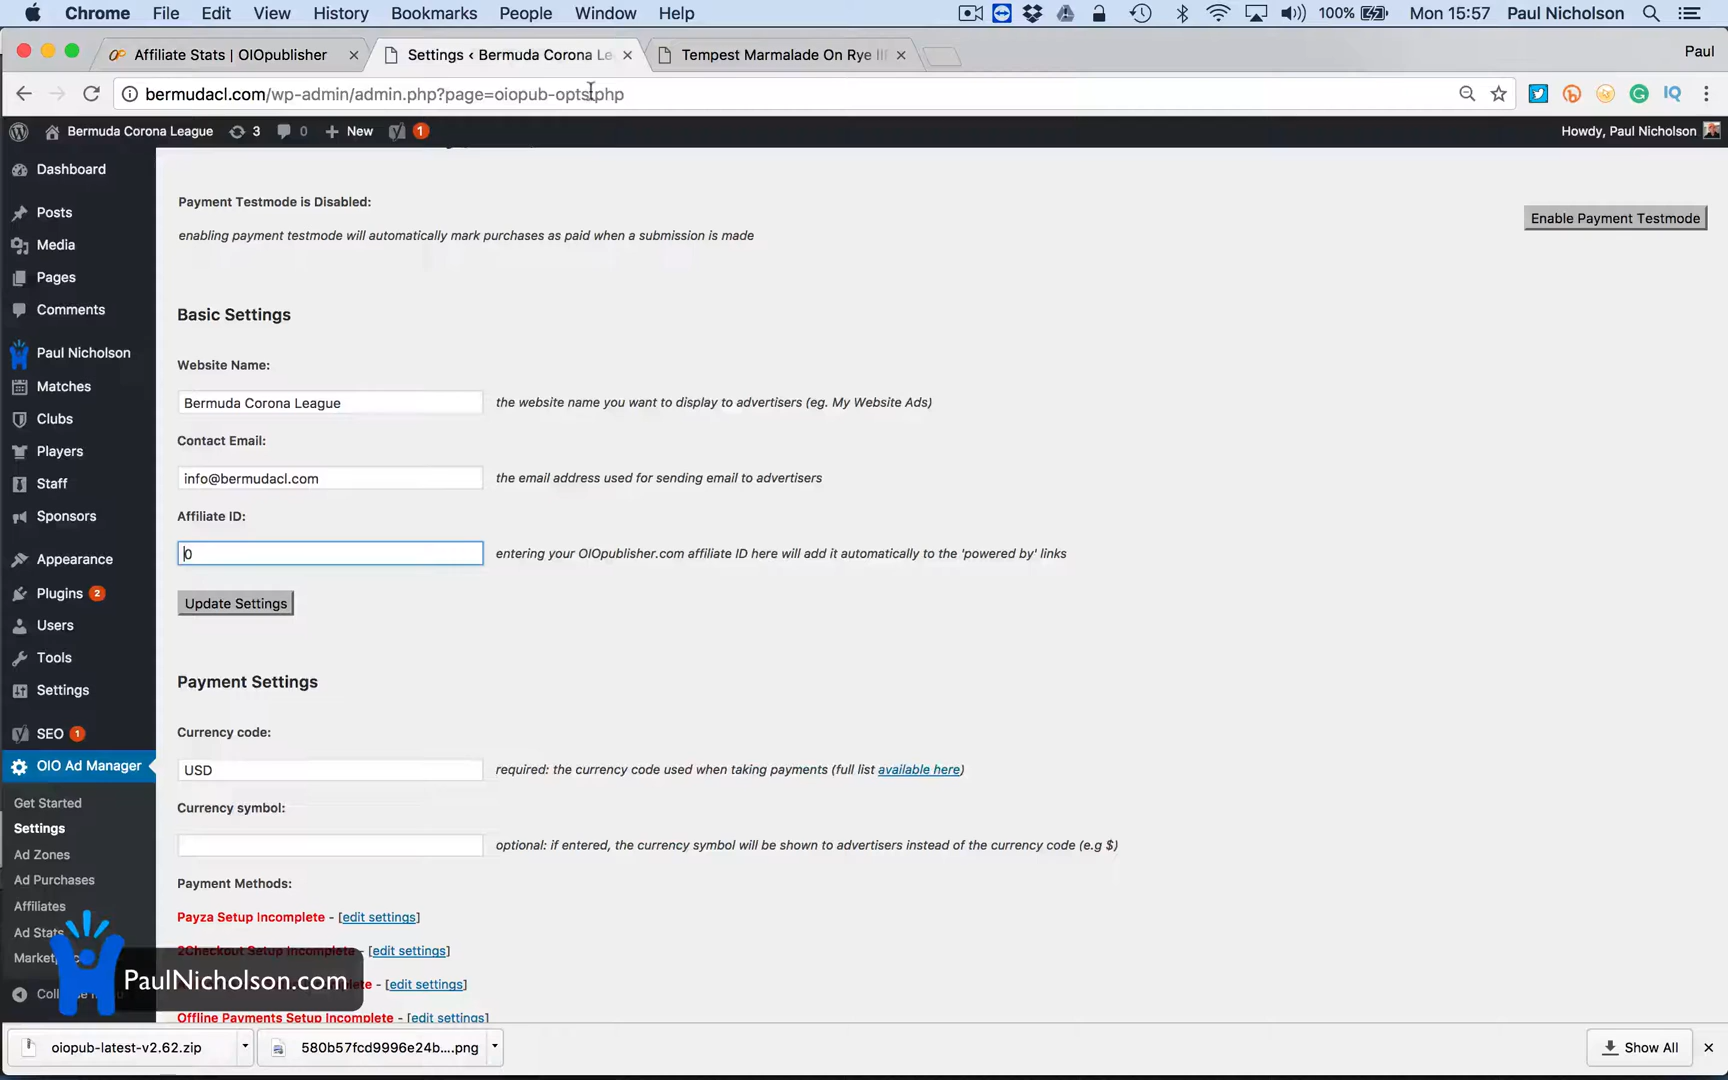 Chrome File Edit View History Bookmarks People Window Help 100% Mon 15:57 Paul Nicholson
Affiliate Stats | OIOpublisher Settings ‹ Bermuda Corona Le Tempest Marmalade On Rye III Paul
bermudacl.com/wp-admin/admin.php?page=oiopub-opts.php
Bermuda Corona League 3 0 New 1 Howdy, Paul Nicholson
Dashboard
Posts
Media
Pages
Comments
Paul Nicholson
Matches
Clubs
Players
Staff
Sponsors
Appearance
Plugins 2
Users
Tools
Settings
SEO 1
OIO Ad Manager
Get Started
Settings
Ad Zones
Ad Purchases
Affiliates
Ad Stats
Payment Testmode is Disabled:
Enable Payment Testmode
enabling payment testmode will automatically mark purchases as paid when a submission is made
Basic Settings
Website Name:
Bermuda Corona League the website name you want to display to advertisers (eg. My Website Ads)
Contact Email:
info@bermudacl.com the email address used for sending email to advertisers
Affiliate ID:
0 entering your OIOpublisher.com affiliate ID here will add it automatically to the 'powered by' links
Update Settings
Payment Settings
Currency code:
USD required: the currency code used when taking payments (full list available here)
Currency symbol:
optional: if entered, the currency symbol will be shown to advertisers instead of the currency code (e.g $)
Payment Methods:
Payza Setup Incomplete - [edit settings]
2Checkout Setup Incomplete - [edit settings]
[edit settings]
Offline Payments Setup Incomplete - [edit settings]
PaulNicholson.com
oiopub-latest-v2.62.zip 580b57fcd9996e24b....png Show All